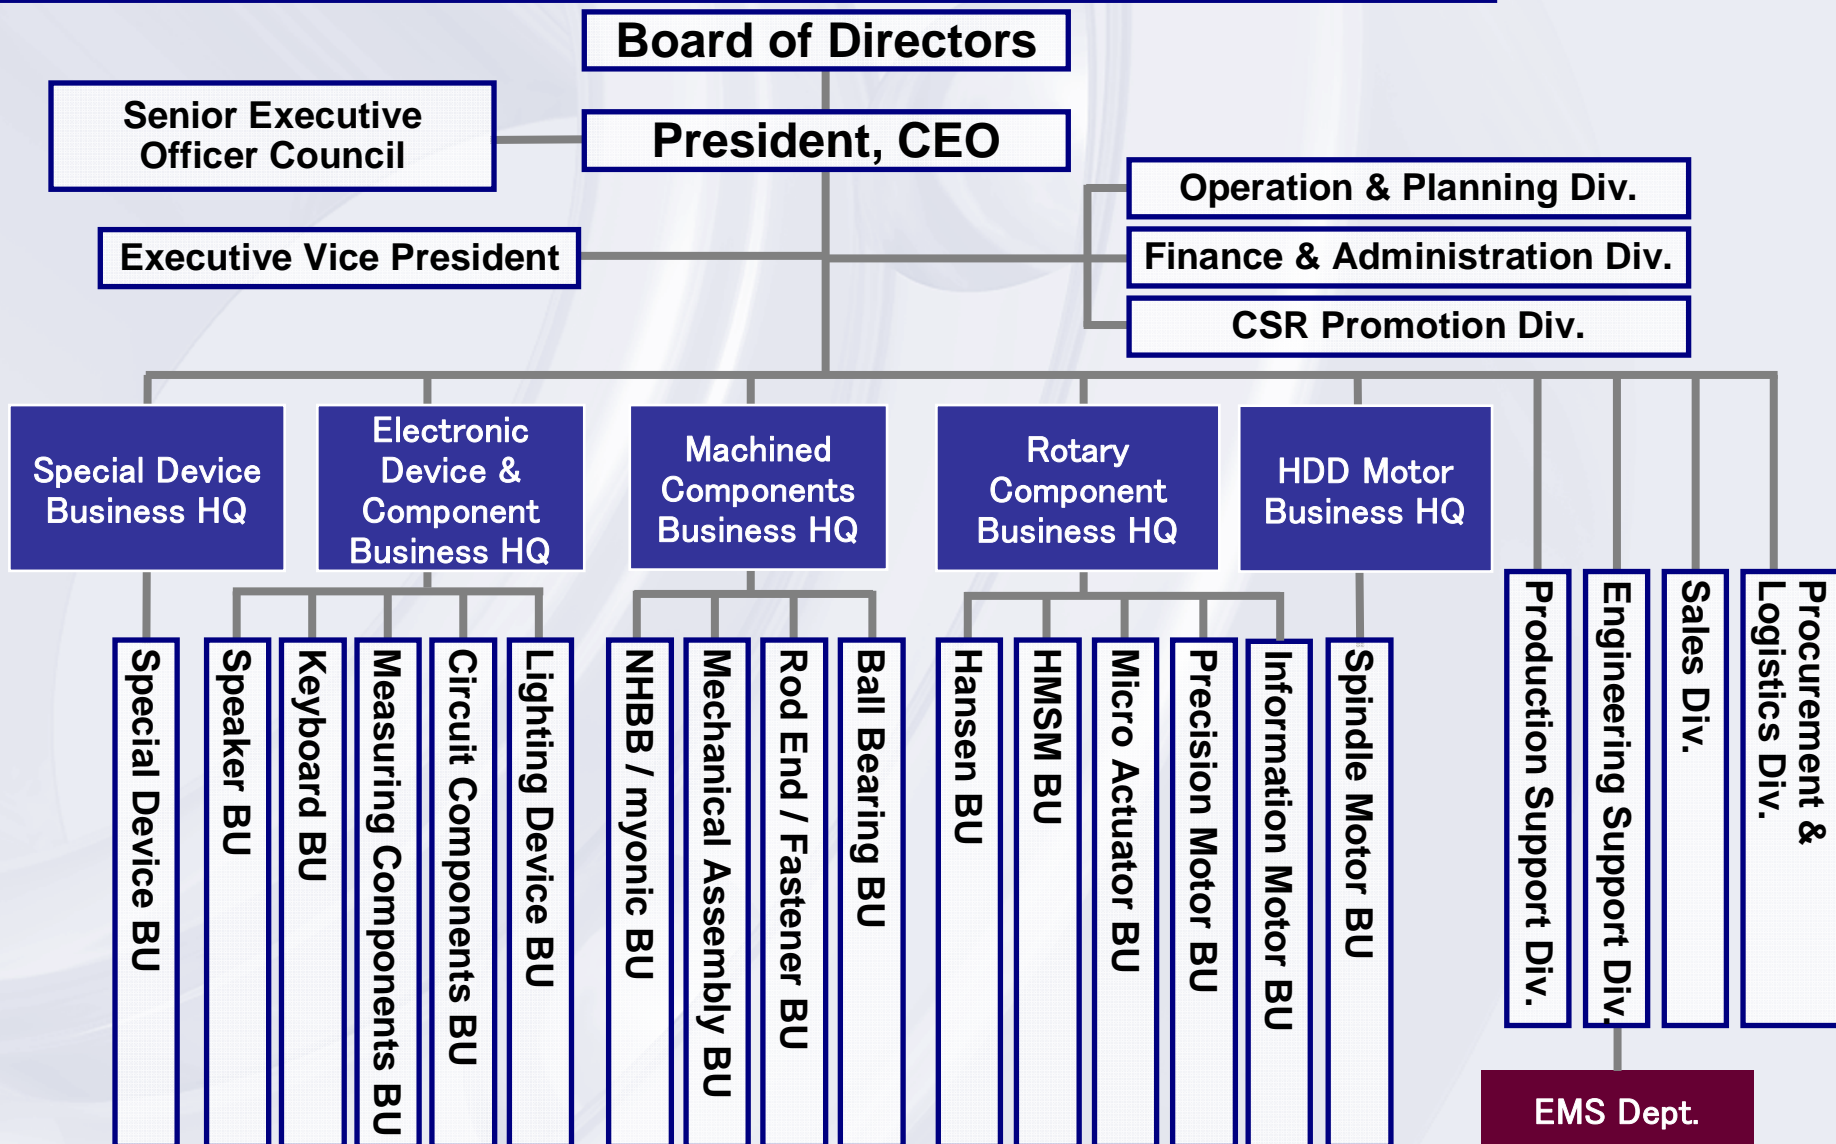 Board of Directors
Senior Executive
Officer Council
President, CEO
Operation & Planning Div.
Executive Vice President
Finance & Administration Div.
CSR Promotion Div.
Special Device
Business HQ
Electronic
Device &
Component
Business HQ
Machined
Components
Business HQ
Rotary
Component
Business HQ
HDD Motor
Business HQ
Special Device BU
Speaker BU
Keyboard BU
Measuring Components BU
Circuit Components BU
Lighting Device BU
NHBB / myonic BU
Mechanical Assembly BU
Rod End / Fastener BU
Ball Bearing BU
Hansen BU
HMSM BU
Micro Actuator BU
Precision Motor BU
Information Motor BU
Spindle Motor BU
Production Support Div.
Engineering Support Div.
Sales Div.
Procurement &
Logistics Div.
EMS Dept.